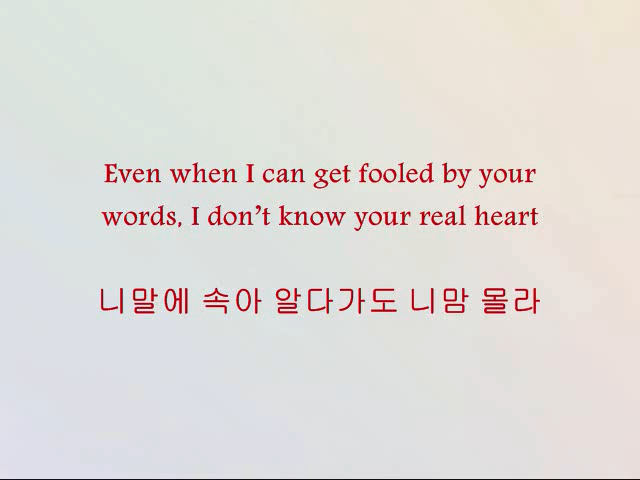 Even when I can get fooled by your
words, I don't know your real heart
니말에 속아 알다가도 니맘 몰라